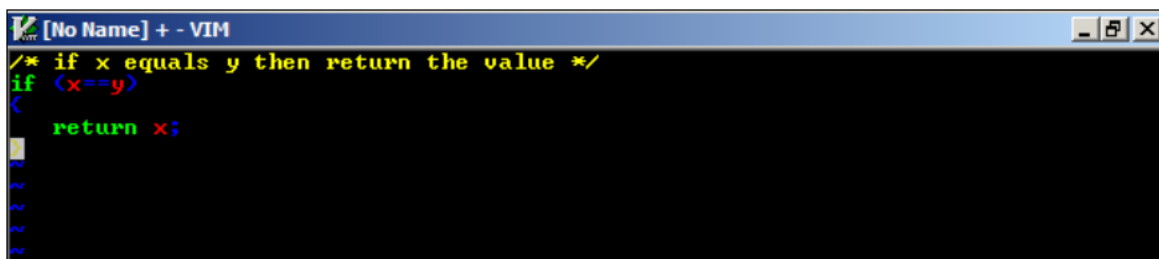 [No Name] + - VIM
/* if x equals y then return the value */
if (x==y)
{
return x;
}
~
~
~
~
~